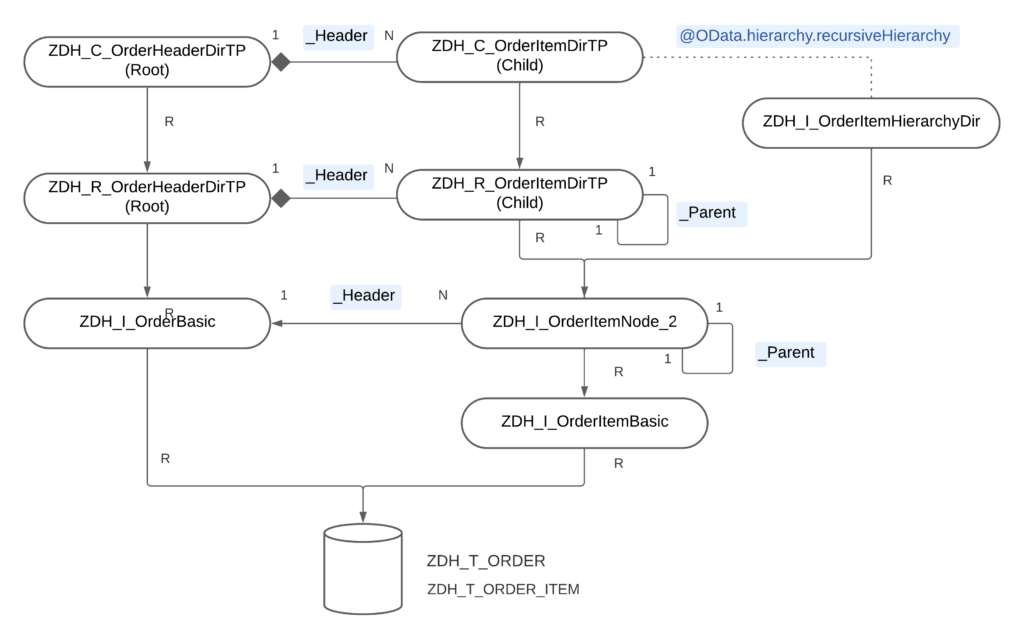 @OData.hierarchy.recursiveHierarchy
1
_Header
N
ZDH_C_OrderHeaderDirTP
(Root)
ZDH_C_OrderItemDirTP
(Child)
ZDH_I_OrderItemHierarchyDir
R
R
1
_Header
N
1
R
ZDH_R_OrderHeaderDirTP
(Root)
ZDH_R_OrderItemDirTP
(Child)
_Parent
1
R
1
_Header
N
1
R
ZDH_I_OrderBasic
ZDH_I_OrderItemNode_2
_Parent
1
R
ZDH_I_OrderItemBasic
R
R
ZDH_T_ORDER
ZDH_T_ORDER_ITEM